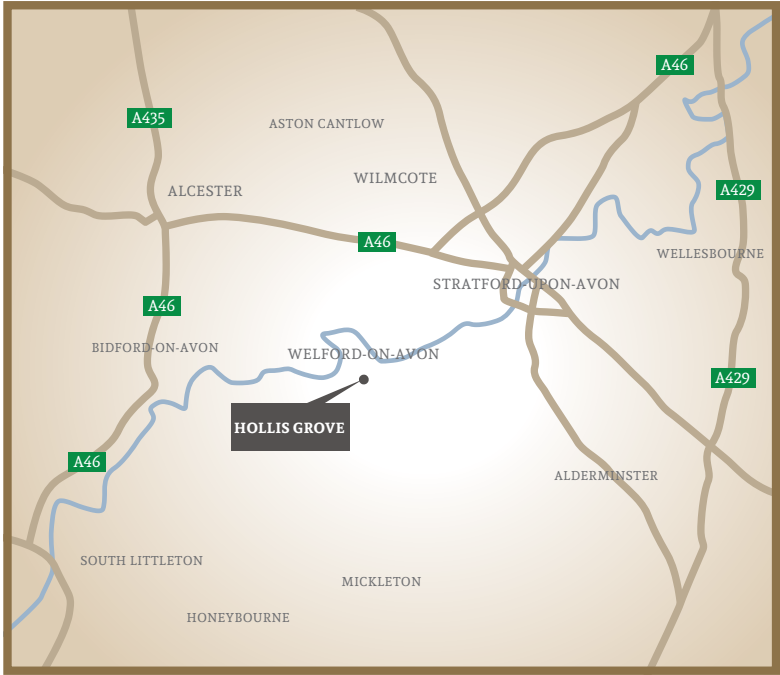 A46
A435
ASTON CANTLOW
WILMCOTE
ALCESTER
A429
A46
WELLESBOURNE
STRATFORD-UPON-AVON
A46
BIDFORD-ON-AVON
WELFORD-ON-AVON
A429
HOLLIS GROVE
A46
ALDERMINSTER
SOUTH LITTLETON
MICKLETON
HONEYBOURNE